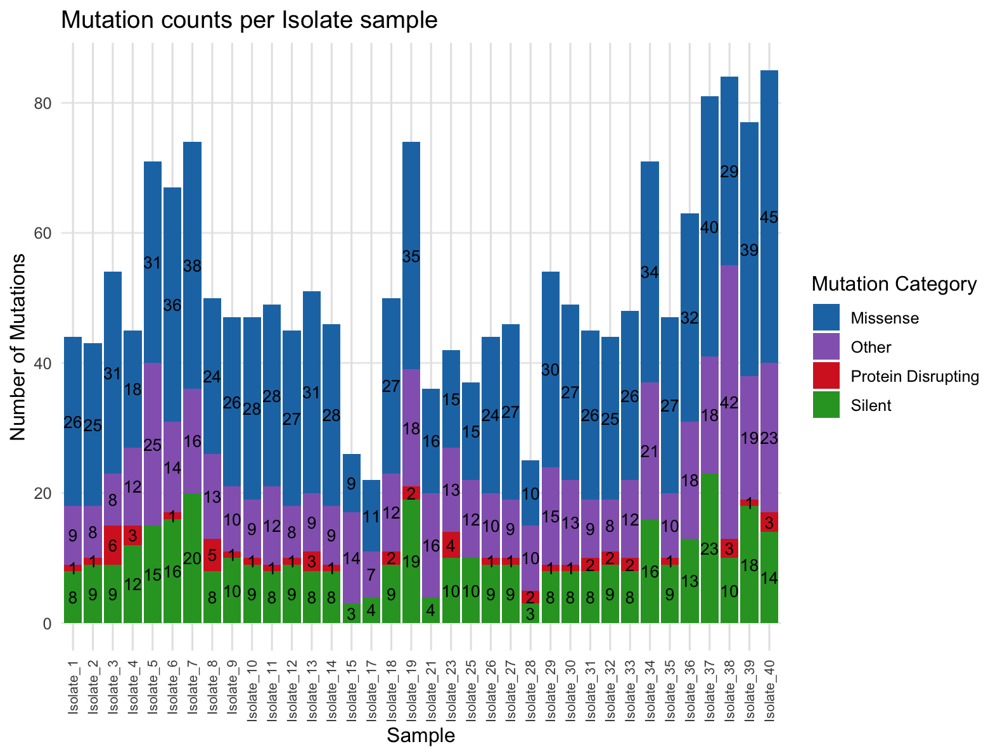 Mutation counts per Isolate sample
Number of Mutations
80
60
40
20
0
26 25 31 18 31 36 38 24 26 28 28 27 31 28 9 11 27 35 16 15 15 24 27 10 30 27 26 25 26 34 27 32 40 29 39 45
9 8 8 12 25 14 16 13 10 9 12 8 9 9 14 7 12 18 16 13 12 10 9 10 15 13 9 8 12 21 10 18 18 42 19 23
1 1 6 3 1 5 1 1 1 1 3 1 2 2 4 1 1 2 1 1 2 2 2 1 3 1 3
8 9 9 12 15 16 20 8 10 9 8 9 8 8 3 4 9 19 4 10 10 9 9 3 8 8 8 9 8 16 9 13 23 10 18 14
Isolate_1
Isolate_2
Isolate_3
Isolate_4
Isolate_5
Isolate_6
Isolate_7
Isolate_8
Isolate_9
Isolate_10
Isolate_11
Isolate_12
Isolate_13
Isolate_14
Isolate_15
Isolate_17
Isolate_18
Isolate_19
Isolate_21
Isolate_23
Isolate_25
Isolate_26
Isolate_27
Isolate_28
Isolate_29
Isolate_30
Isolate_31
Isolate_32
Isolate_33
Isolate_34
Isolate_35
Isolate_36
Isolate_37
Isolate_38
Isolate_39
Isolate_40
Sample
Mutation Category
Missense
Other
Protein Disrupting
Silent